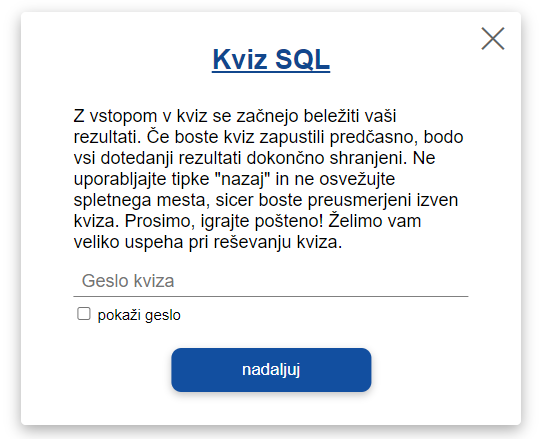 Kviz SQL
Z vstopom v kviz se začnejo beležiti vaši
rezultati. Če boste kviz zapustili predčasno, bodo
vsi dotedanji rezultati dokončno shranjeni. Ne
uporabljajte tipke "nazaj" in ne osvežujte
spletnega mesta, sicer boste preusmerjeni izven
kviza. Prosimo, igrajte pošteno! Želimo vam
veliko uspeha pri reševanju kviza.
Geslo kviza
pokaži geslo
nadaljuj